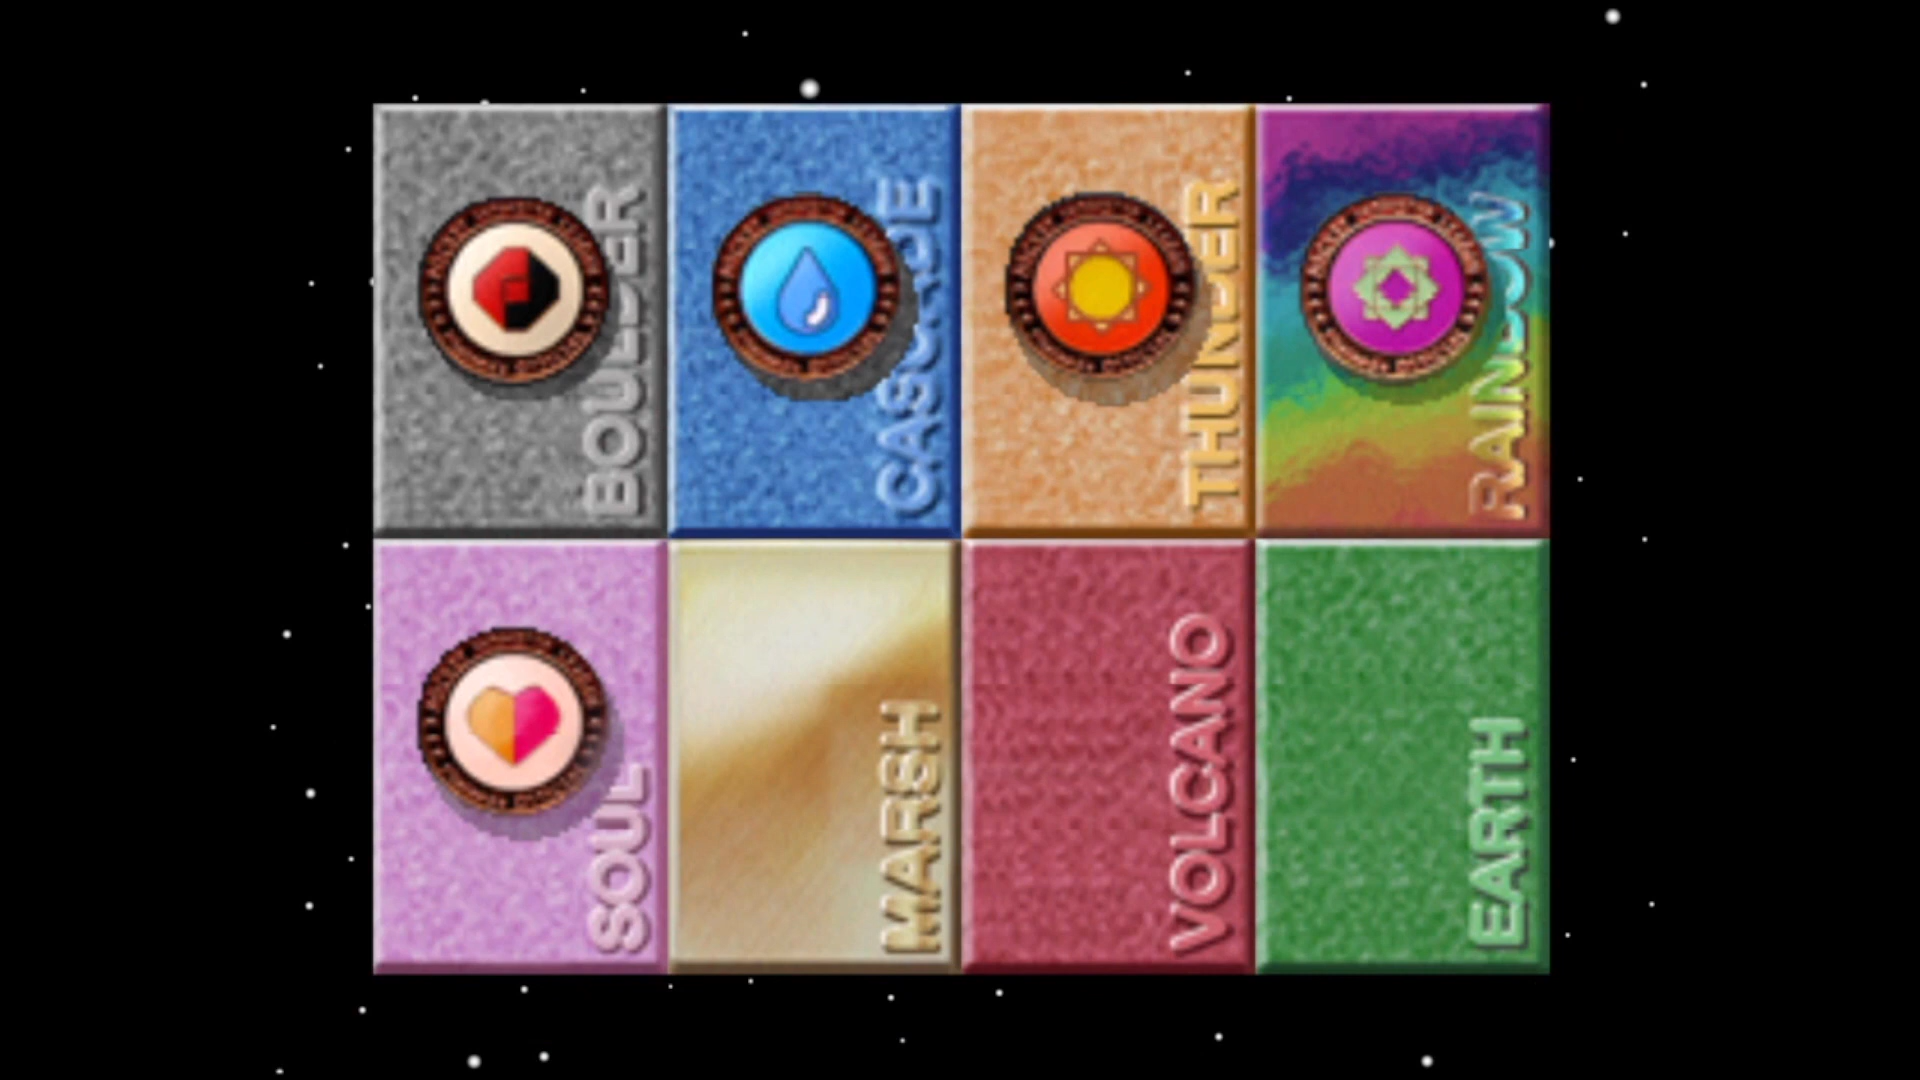 BOULDER
CASCADE
THUNDER
RAINBOW
SOUL
MARSH
VOLCANO
EARTH